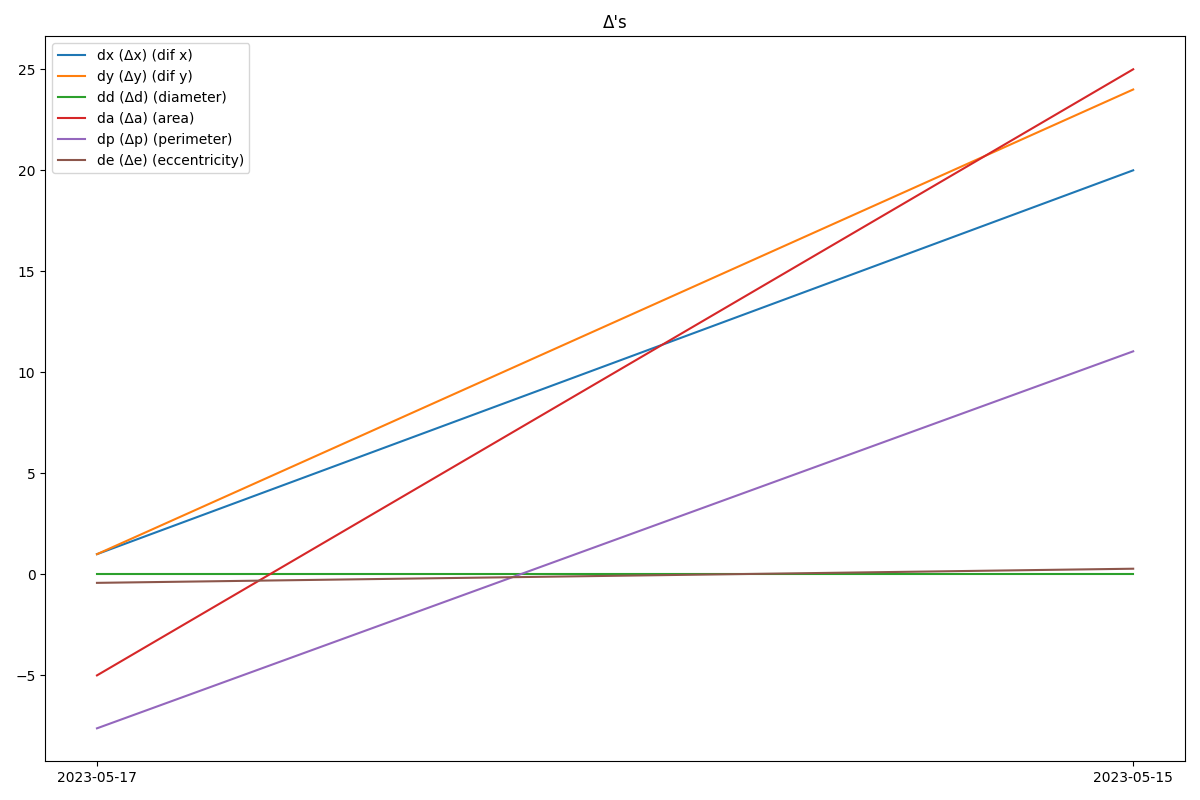 Δ's
dx (Δx) (dif x)
dy (Δy) (dif y)
dd (Δd) (diameter)
da (Δa) (area)
dp (Δp) (perimeter)
de (Δe) (eccentricity)
25
20
15
10
5
0
−5
2023-05-17 2023-05-15